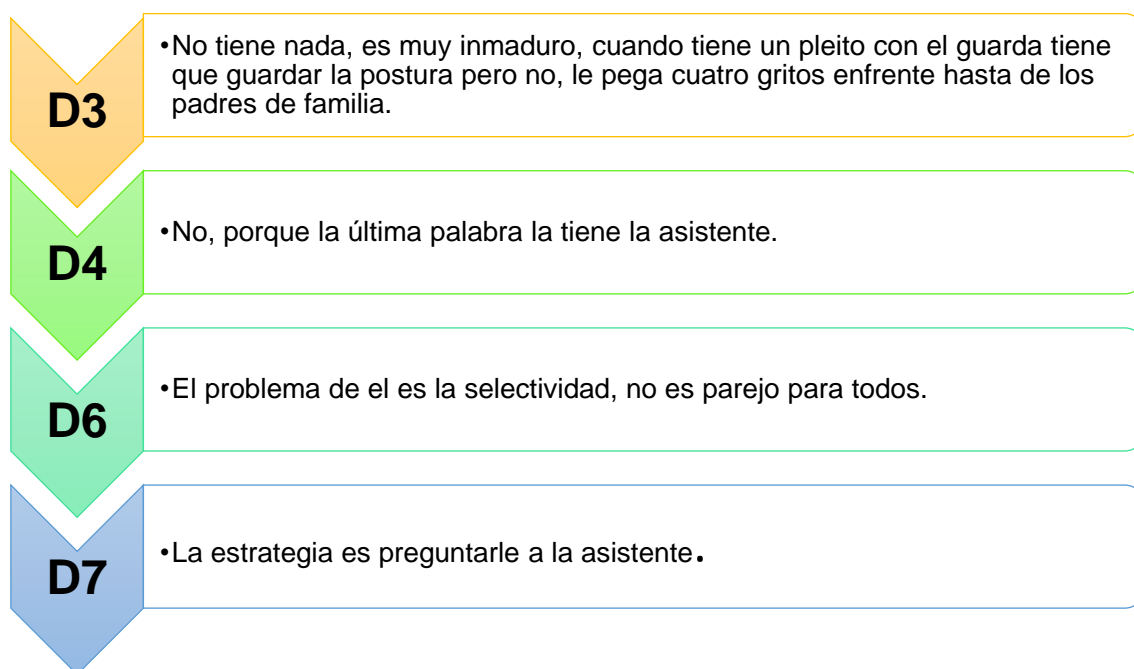 D3
•No tiene nada, es muy inmaduro, cuando tiene un pleito con el guarda tiene
que guardar la postura pero no, le pega cuatro gritos enfrente hasta de los
padres de familia.
D4
•No, porque la última palabra la tiene la asistente.
D6
•El problema de el es la selectividad, no es parejo para todos.
D7
•La estrategia es preguntarle a la asistente.